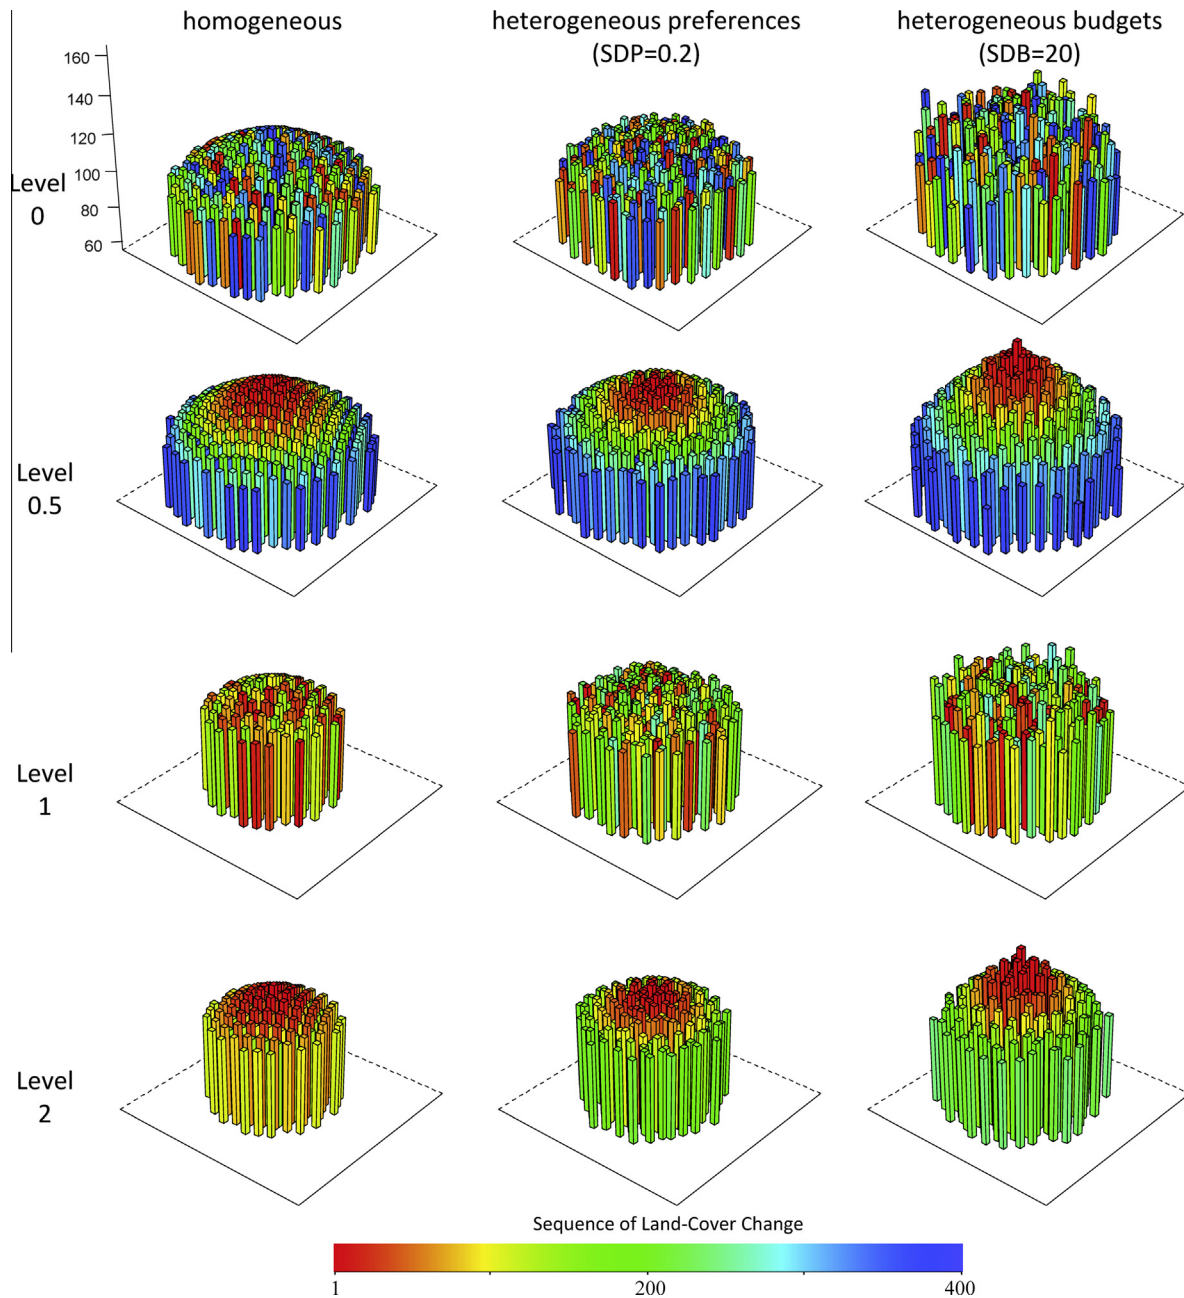 homogeneous
heterogeneous preferences
(SDP=0.2)
heterogeneous budgets
(SDB=20)
160
140
120
100
80
60
Level
0
Level
0.5
Level
1
Level
2
Sequence of Land-Cover Change
1
200
400